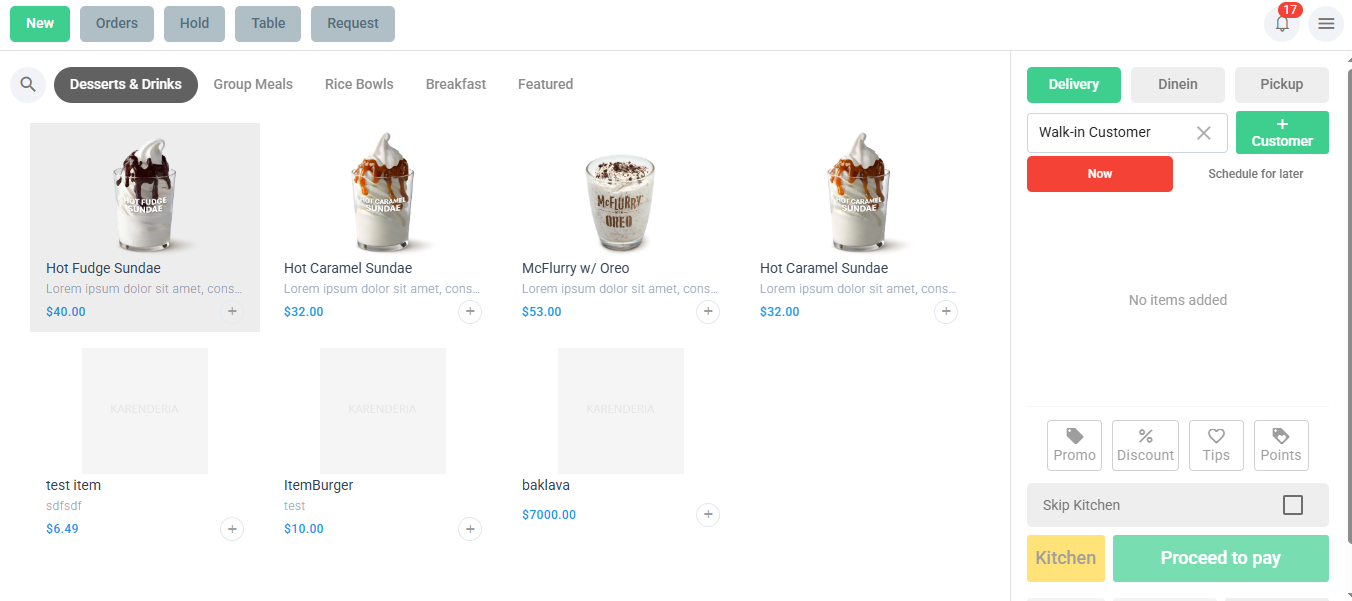 New
Orders
Hold
Table
Request
17
Desserts & Drinks
Group Meals
Rice Bowls
Breakfast
Featured
Delivery
Dinein
Pickup
Walk-in Customer
+
Customer
Now
Schedule for later
HOT FUDGE
SUNDAE
HOT CARAMEL
SUNDAE
McFLURRY
OREO
HOT CARAMEL
SUNDAE
Hot Fudge Sundae
Hot Caramel Sundae
McFlurry w/ Oreo
Hot Caramel Sundae
Lorem ipsum dolor sit amet, cons...
Lorem ipsum dolor sit amet, cons...
Lorem ipsum dolor sit amet, cons...
Lorem ipsum dolor sit amet, cons...
$40.00
+
$32.00
+
$53.00
+
$32.00
+
No items added
KARENDERIA
KARENDERIA
KARENDERIA
test item
ItemBurger
baklava
sdfsdf
test
$6.49
+
$10.00
+
$7000.00
+
Promo
Discount
Tips
Points
Skip Kitchen
Kitchen
Proceed to pay